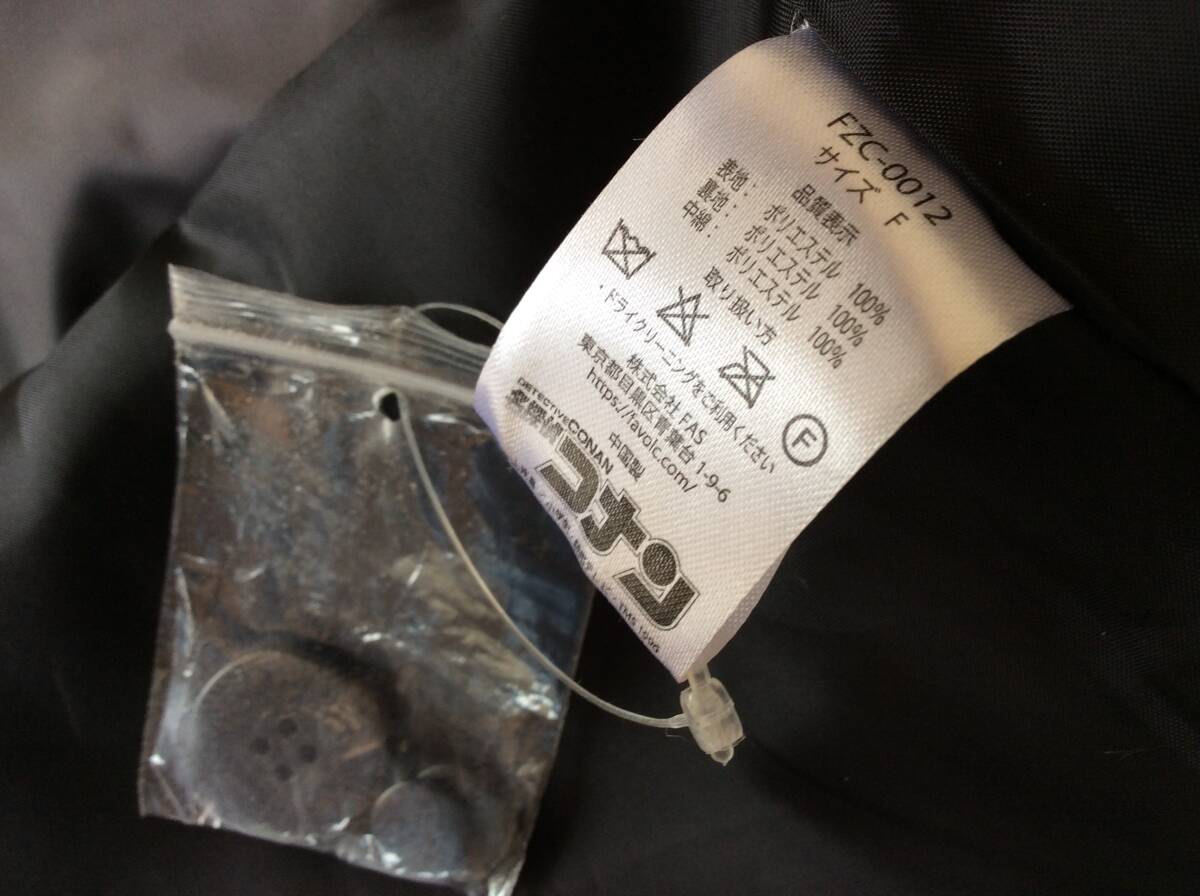 FZC-0012
サイズ F
品質表示
表地： ポリエステル 100%
裏地： ポリエステル 100%
中綿： ポリエステル 100%
取り扱い方
F
・ドライクリーニングをご利用ください
株式会社 FAS
東京都目黒区青葉台 1-9-6
https://favolc.com/
中国製
DETECTIVE CONAN
名探偵
コナン
TMS 1996